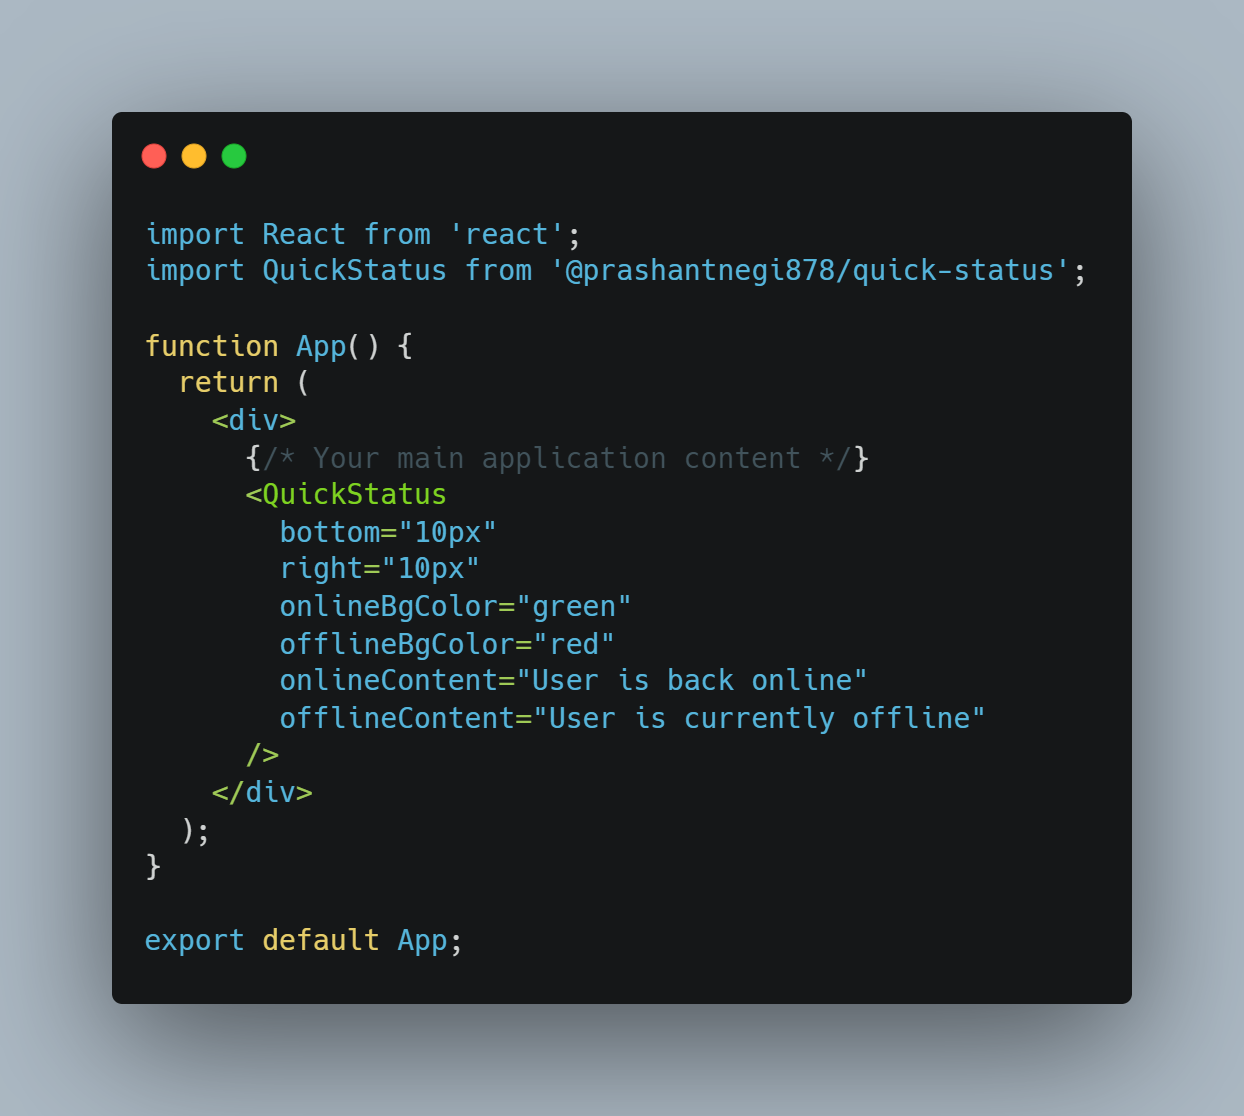 import React from 'react';
import QuickStatus from '@prashantnegi878/quick-status';

function App() {
  return (
    <div>
      {/* Your main application content */}
      <QuickStatus
        bottom="10px"
        right="10px"
        onlineBgColor="green"
        offlineBgColor="red"
        onlineContent="User is back online"
        offlineContent="User is currently offline"
      />
    </div>
  );
}

export default App;